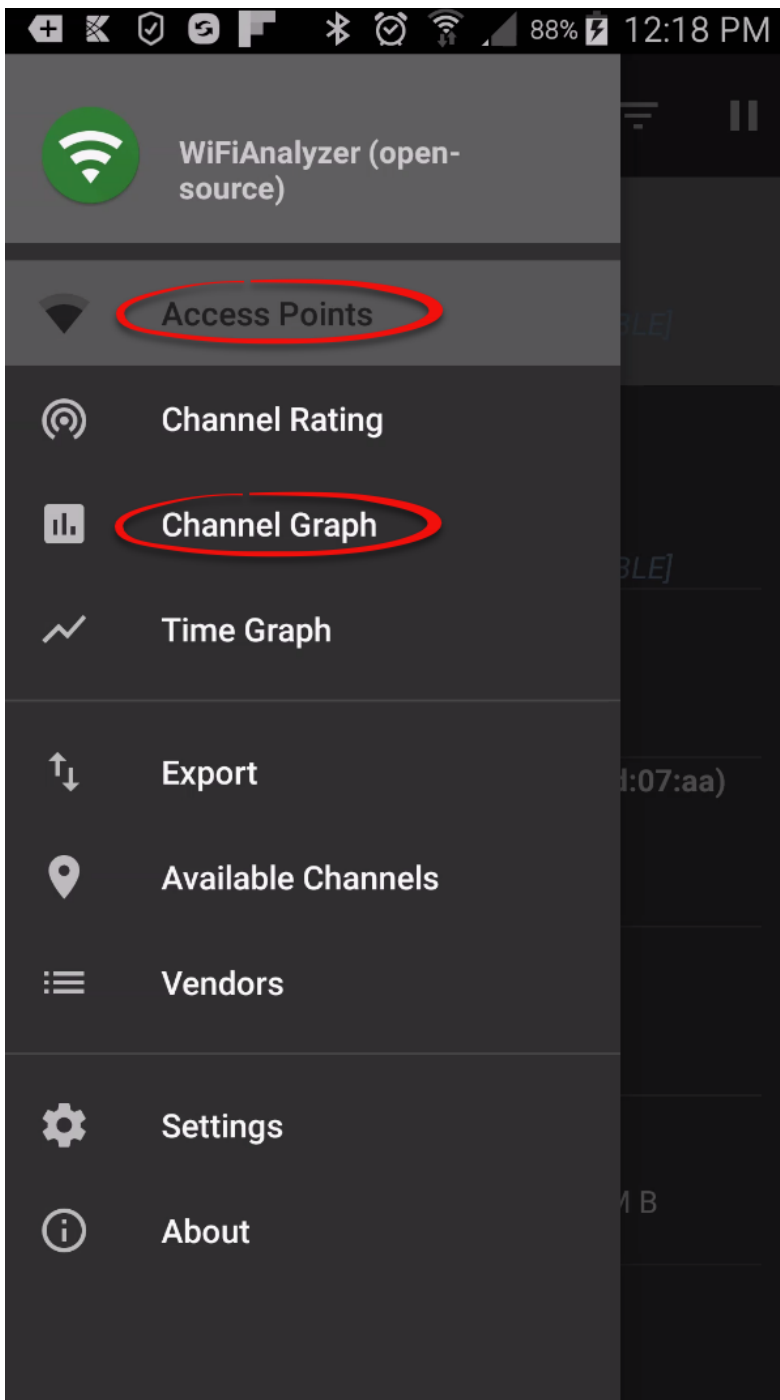 88% 12:18 PM
WiFiAnalyzer (open-
source)
Access Points
BLE]
Channel Rating
Channel Graph
BLE]
Time Graph
Export
d:07:aa)
Available Channels
Vendors
Settings
M B
About